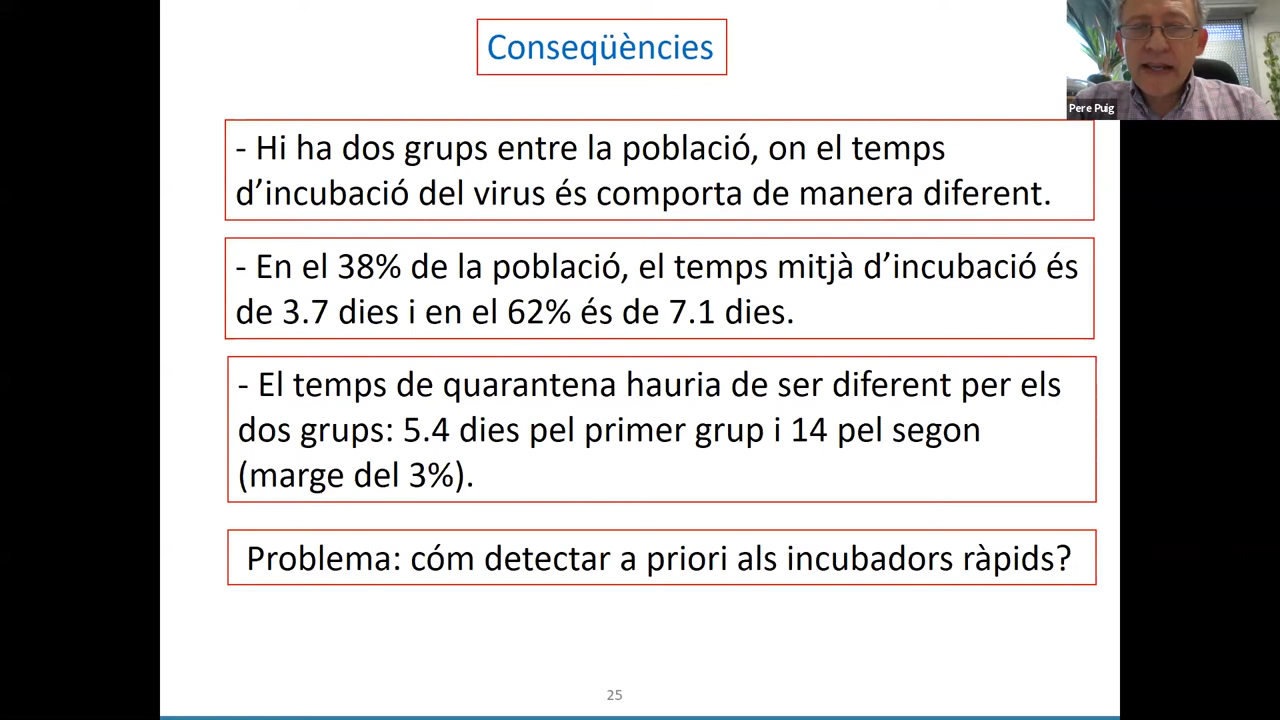 Conseqüències
Pere Puig
- Hi ha dos grups entre la població, on el temps
d’incubació del virus és comporta de manera diferent.
- En el 38% de la població, el temps mitjà d’incubació és
de 3.7 dies i en el 62% és de 7.1 dies.
- El temps de quarantena hauria de ser diferent per els
dos grups: 5.4 dies pel primer grup i 14 pel segon
(marge del 3%).
Problema: cóm detectar a priori als incubadors ràpids?
25